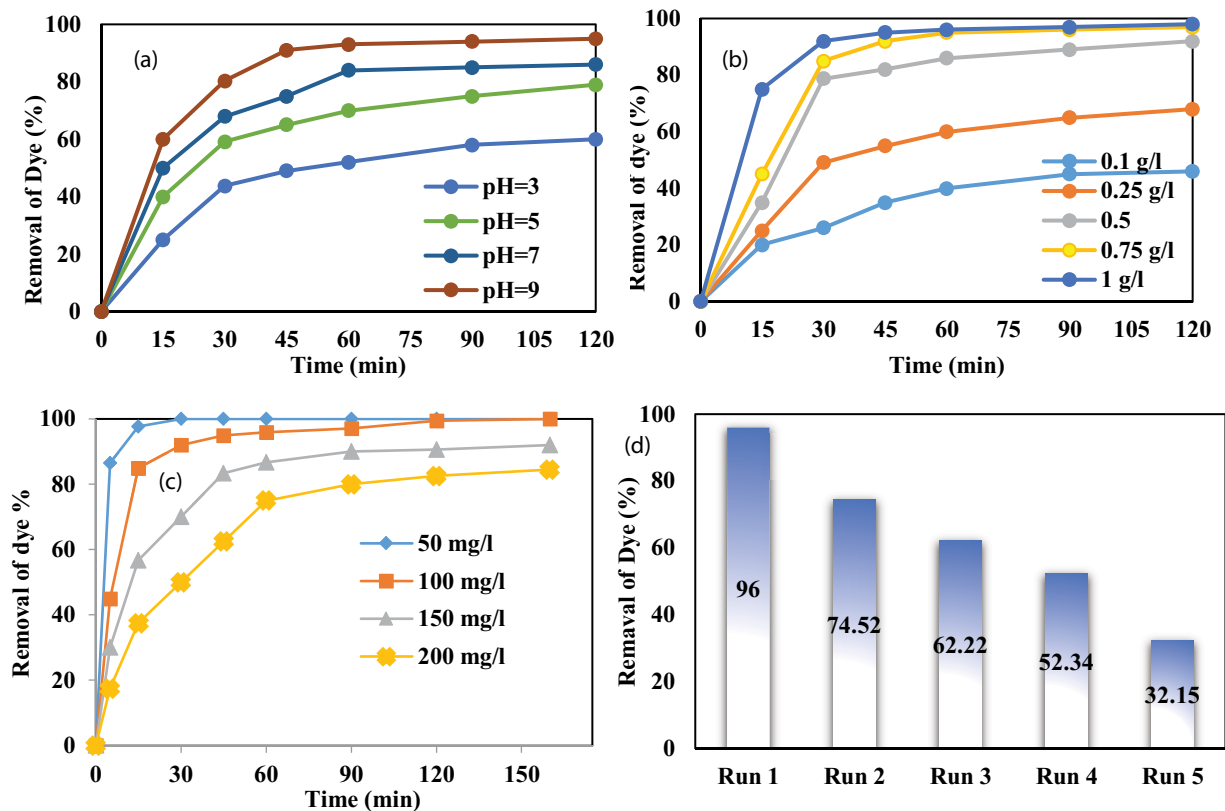 (a)
Removal of Dye (%)
100
80
60
40
20
0
pH=3
pH=5
pH=7
pH=9
0 15 30 45 60 75 90 105 120
Time (min)
(b)
Removal of dye (%)
100
80
60
40
20
0
0.1 g/l
0.25 g/l
0.5
0.75 g/l
1 g/l
0 15 30 45 60 75 90 105 120
Time (min)
(c)
Removal of dye %
100
80
60
40
20
0
50 mg/l
100 mg/l
150 mg/l
200 mg/l
0 30 60 90 120 150
Time (min)
(d)
Remaval of Dye (%)
100
80
60
40
20
0
96
74.52
62.22
52.34
32.15
Run 1 Run 2 Run 3 Run 4 Run 5